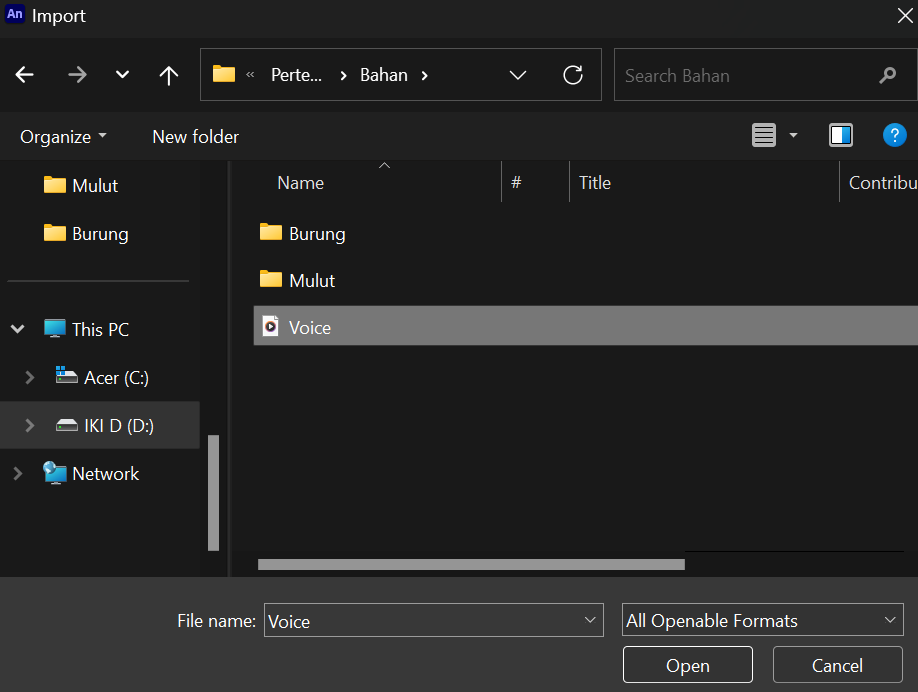 An Import
« Perte... > Bahan >
Search Bahan
Organize
New folder
?
Mulut
Burung
This PC
Acer (C:)
IKI D (D:)
Network
Name
#
Title
Contribu
Burung
Mulut
Voice
File name: Voice
All Openable Formats
Open
Cancel